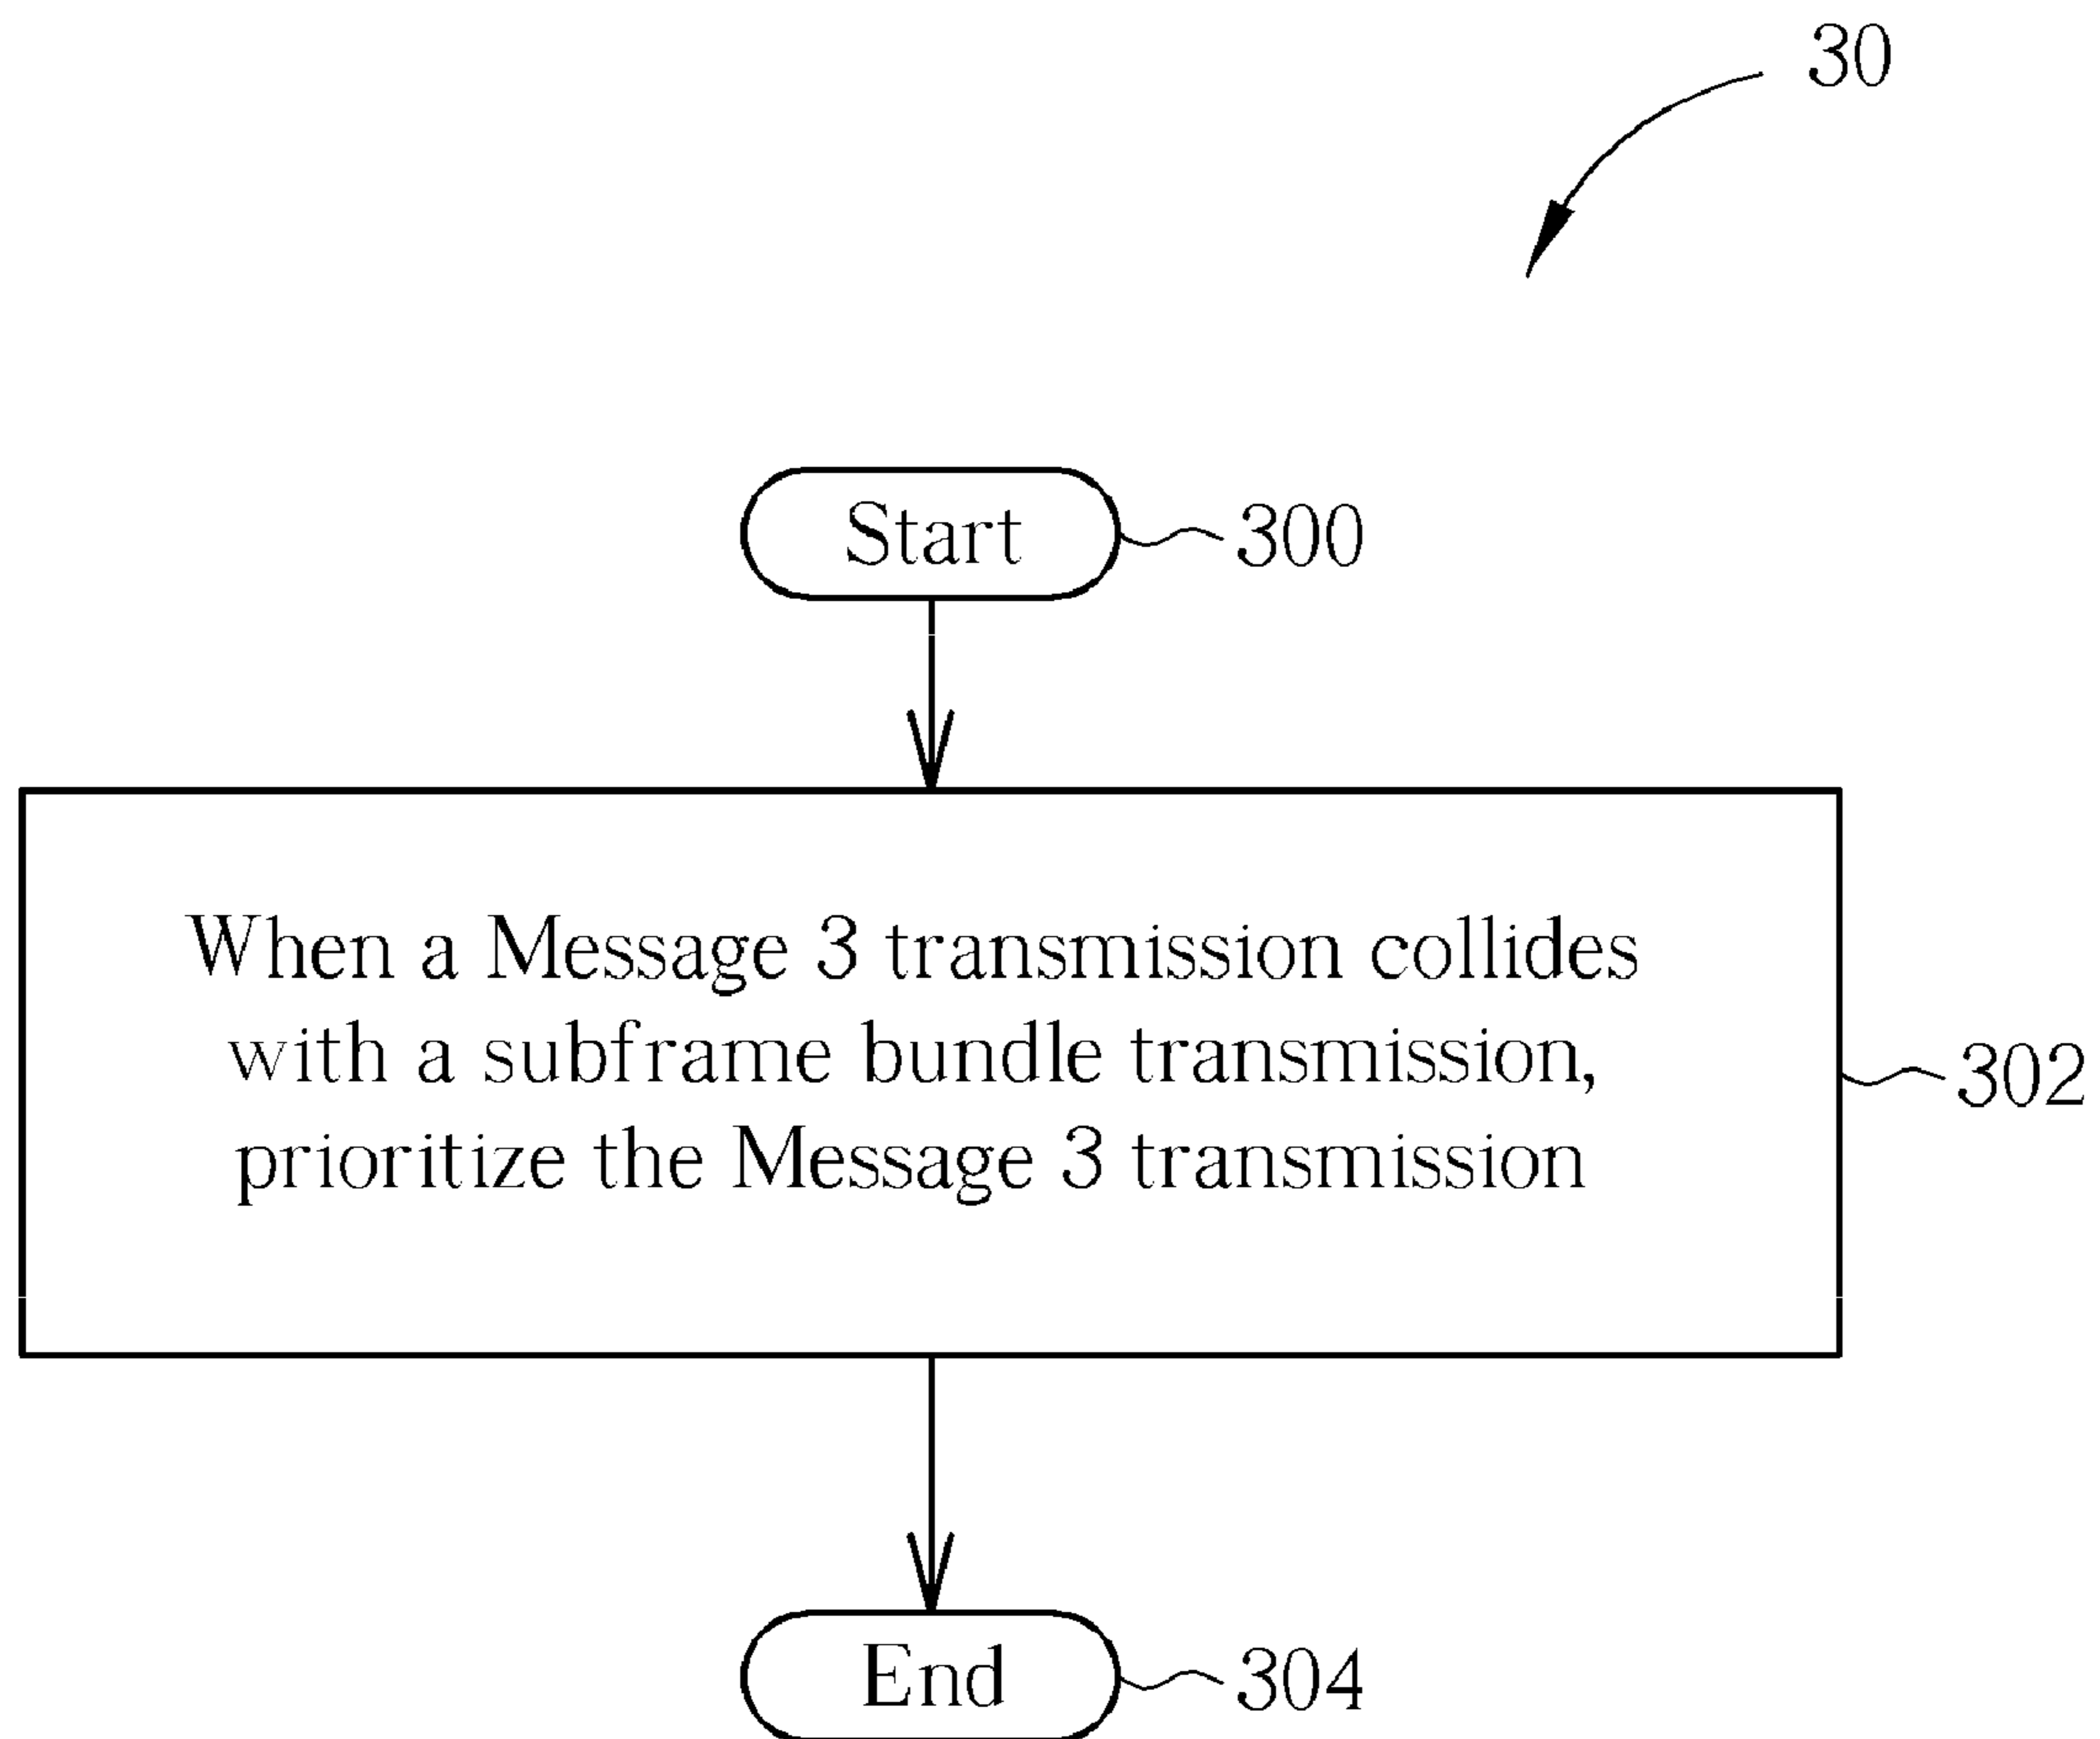 30
Start
300
When a Message 3 transmission collides
with a subframe bundle transmission,
prioritize the Message 3 transmission
302
End
304